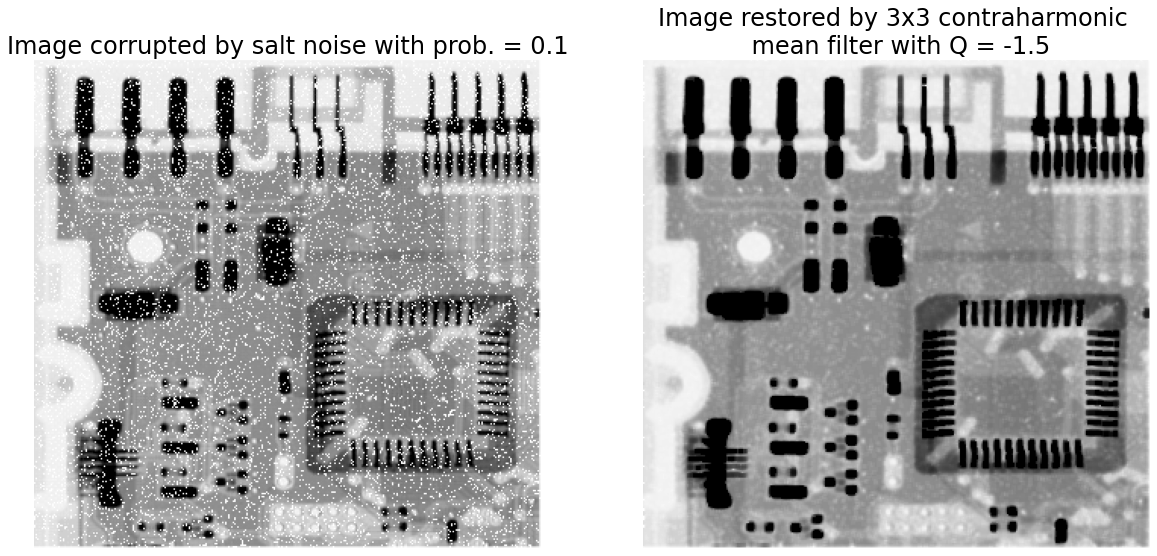 Image corrupted by salt noise with prob. = 0.1
Image restored by 3x3 contraharmonic
mean filter with Q = -1.5